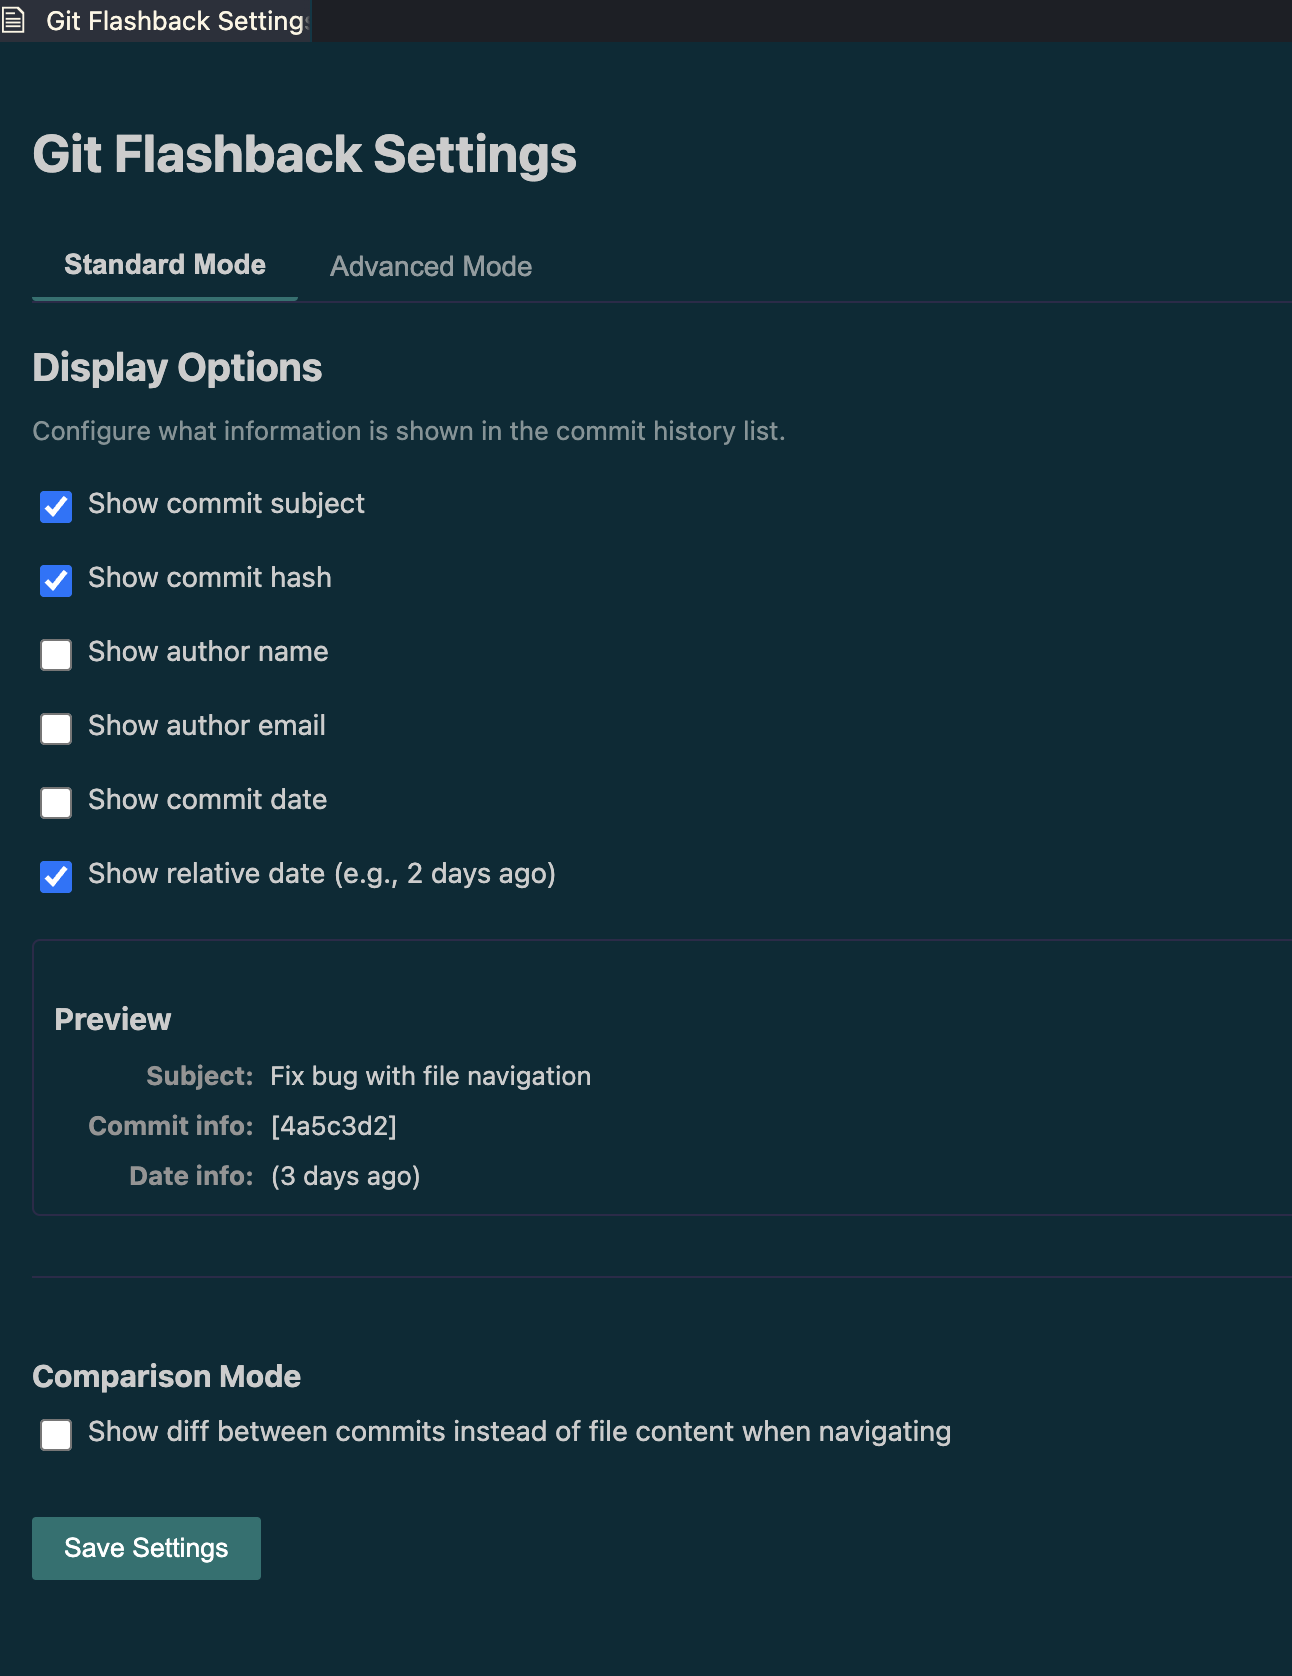 Git Flashback Settings
Git Flashback Settings
Standard Mode
Advanced Mode
Display Options
Configure what information is shown in the commit history list.
Show commit subject
Show commit hash
Show author name
Show author email
Show commit date
Show relative date (e.g., 2 days ago)
Preview
Subject: Fix bug with file navigation
Commit info: [4a5c3d2]
Date info: (3 days ago)
Comparison Mode
Show diff between commits instead of file content when navigating
Save Settings